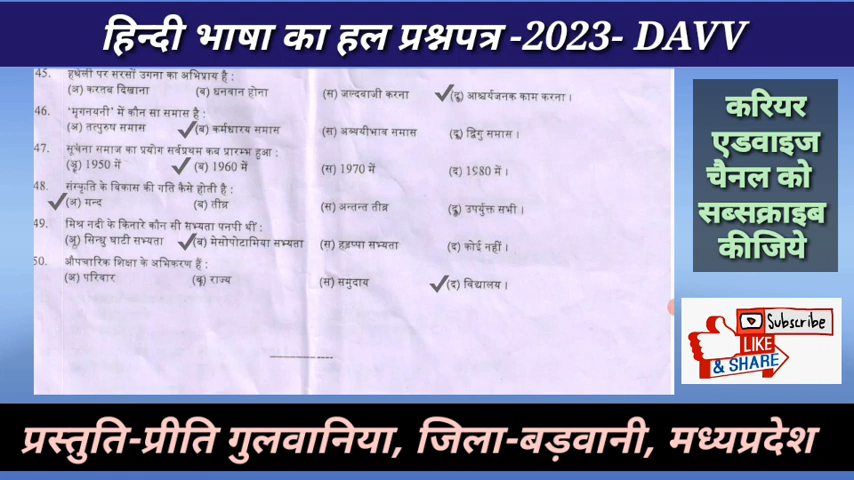 हिन्दी भाषा का हल प्रश्नपत्र -2023- DAVV
45. हथेली पर सरसों उगना का अभिप्राय है :
(अ) करतब दिखाना (ब) धनवान होना (स) जल्दबाजी करना (द) आश्चर्यजनक काम करना ।
46. 'मृगनयनी' में कौन सा समास है :
(अ) तत्पुरुष समास (ब) कर्मधारय समास (स) अव्ययीभाव समास (द) द्विगु समास ।
47. सूचना समाज का प्रयोग सर्वप्रथम कब प्रारम्भ हुआ :
(अ) 1950 में (ब) 1960 में (स) 1970 में (द) 1980 में ।
48. संस्कृति के विकास की गति कैसे होती है :
(अ) मन्द (ब) तीव्र (स) अन्तन्त तीव्र (द) उपर्युक्त सभी ।
49. मिश्र नदी के किनारे कौन सी सभ्यता पनपी थीं :
(अ) सिन्धु घाटी सभ्यता (ब) मेसोपोटामिया सभ्यता (स) हड़प्पा सभ्यता (द) कोई नहीं ।
50. औपचारिक शिक्षा के अभिकरण हैं :
(अ) परिवार (ब) राज्य (स) समुदाय (द) विद्यालय ।
करियर
एडवाइज
चैनल को
सब्सक्राइब
कीजिये
Subscribe
LIKE
& SHARE
प्रस्तुति-प्रीति गुलवानिया, जिला-बड़वानी, मध्यप्रदेश